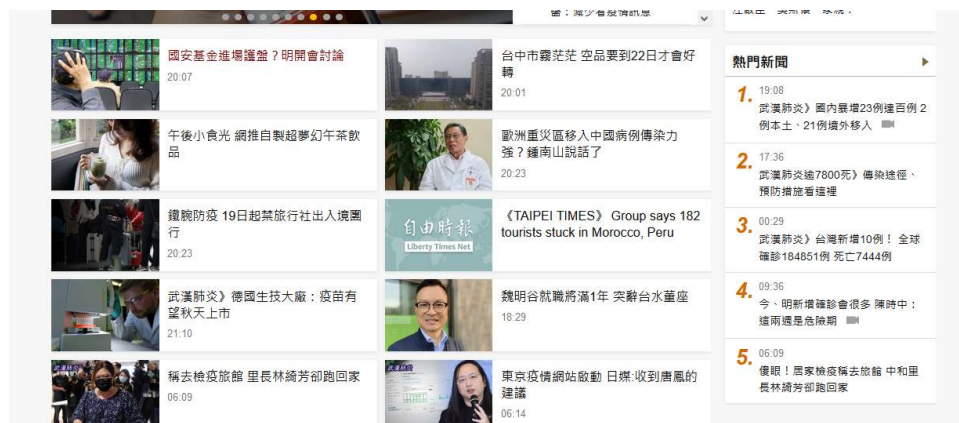 國安基金進場護盤？明開會討論
20:07
台中市霧茫茫 空品要到22日才會好
轉
20:01
午後小食光 網推自製超夢幻午茶飲
品
歐洲重災區移入中國病例傳染力
強？鍾南山說話了
20:23
鐵腕防疫 19日起禁旅行社出入境團
行
20:23
自由時報
Liberty Times Net
《TAIPEI TIMES》 Group says 182
tourists stuck in Morocco, Peru
武漢肺炎》德國生技大廠：疫苗有
望秋天上市
21:10
魏明谷就職將滿1年 突辭台水董座
18:29
武漢肺炎
稱去檢疫旅館 里長林綺芳卻跑回家
06:09
武漢肺炎
東京疫情網站啟動 日媒:收到唐鳳的
建議
06:14
熱門新聞
1. 19:08
武漢肺炎》國內暴增23例達百例 2
例本土、21例境外移入
2. 17:36
武漢肺炎逾7800死》傳染途徑、
預防措施看這裡
3. 00:29
武漢肺炎》台灣新增10例！ 全球
確診184851例 死亡7444例
4. 09:36
今、明新增確診會很多 陳時中：
這兩週是危險期
5. 06:09
傻眼！居家檢疫稱去旅館 中和里
長林綺芳卻跑回家